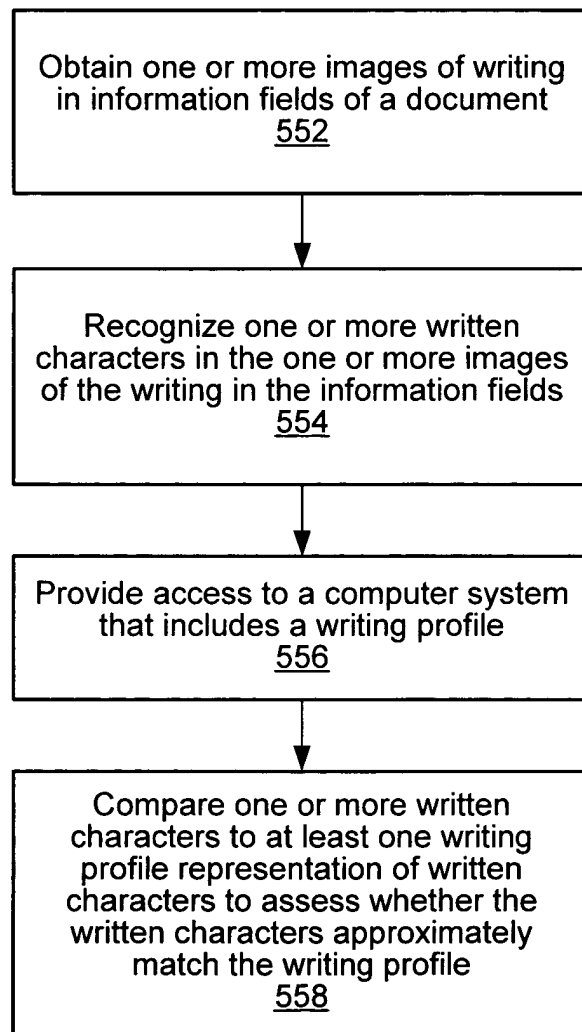 Obtain one or more images of writing
in information fields of a document
552
Recognize one or more written
characters in the one or more images
of the writing in the information fields
554
Provide access to a computer system
that includes a writing profile
556
Compare one or more written
characters to at least one writing
profile representation of written
characters to assess whether the
written characters approximately
match the writing profile
558